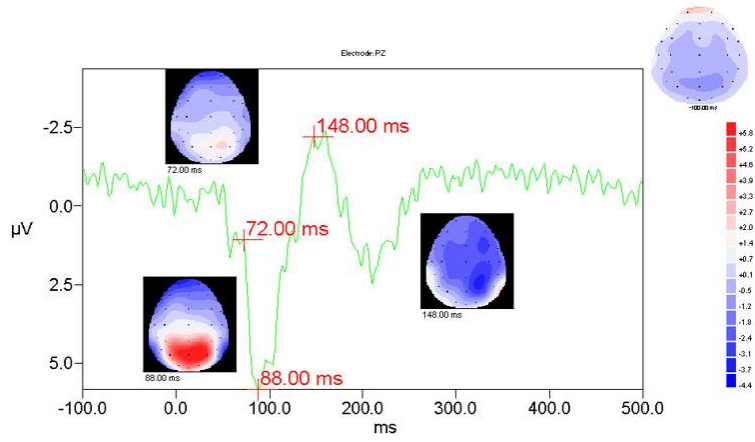 Electrode: PZ
-100.00 ms
-2.5
0.0
2.5
5.0
µV
-100.0
0.0
100.0
200.0
300.0
400.0
500.0
ms
72.00 ms
148.00 ms
72.00 ms
88.00 ms
88.00 ms
148.00 ms
+5.8
+5.2
+4.6
+3.9
+3.3
+2.7
+2.0
+1.4
+0.7
+0.1
-0.5
-1.2
-1.8
-2.4
-3.1
-3.7
-4.4